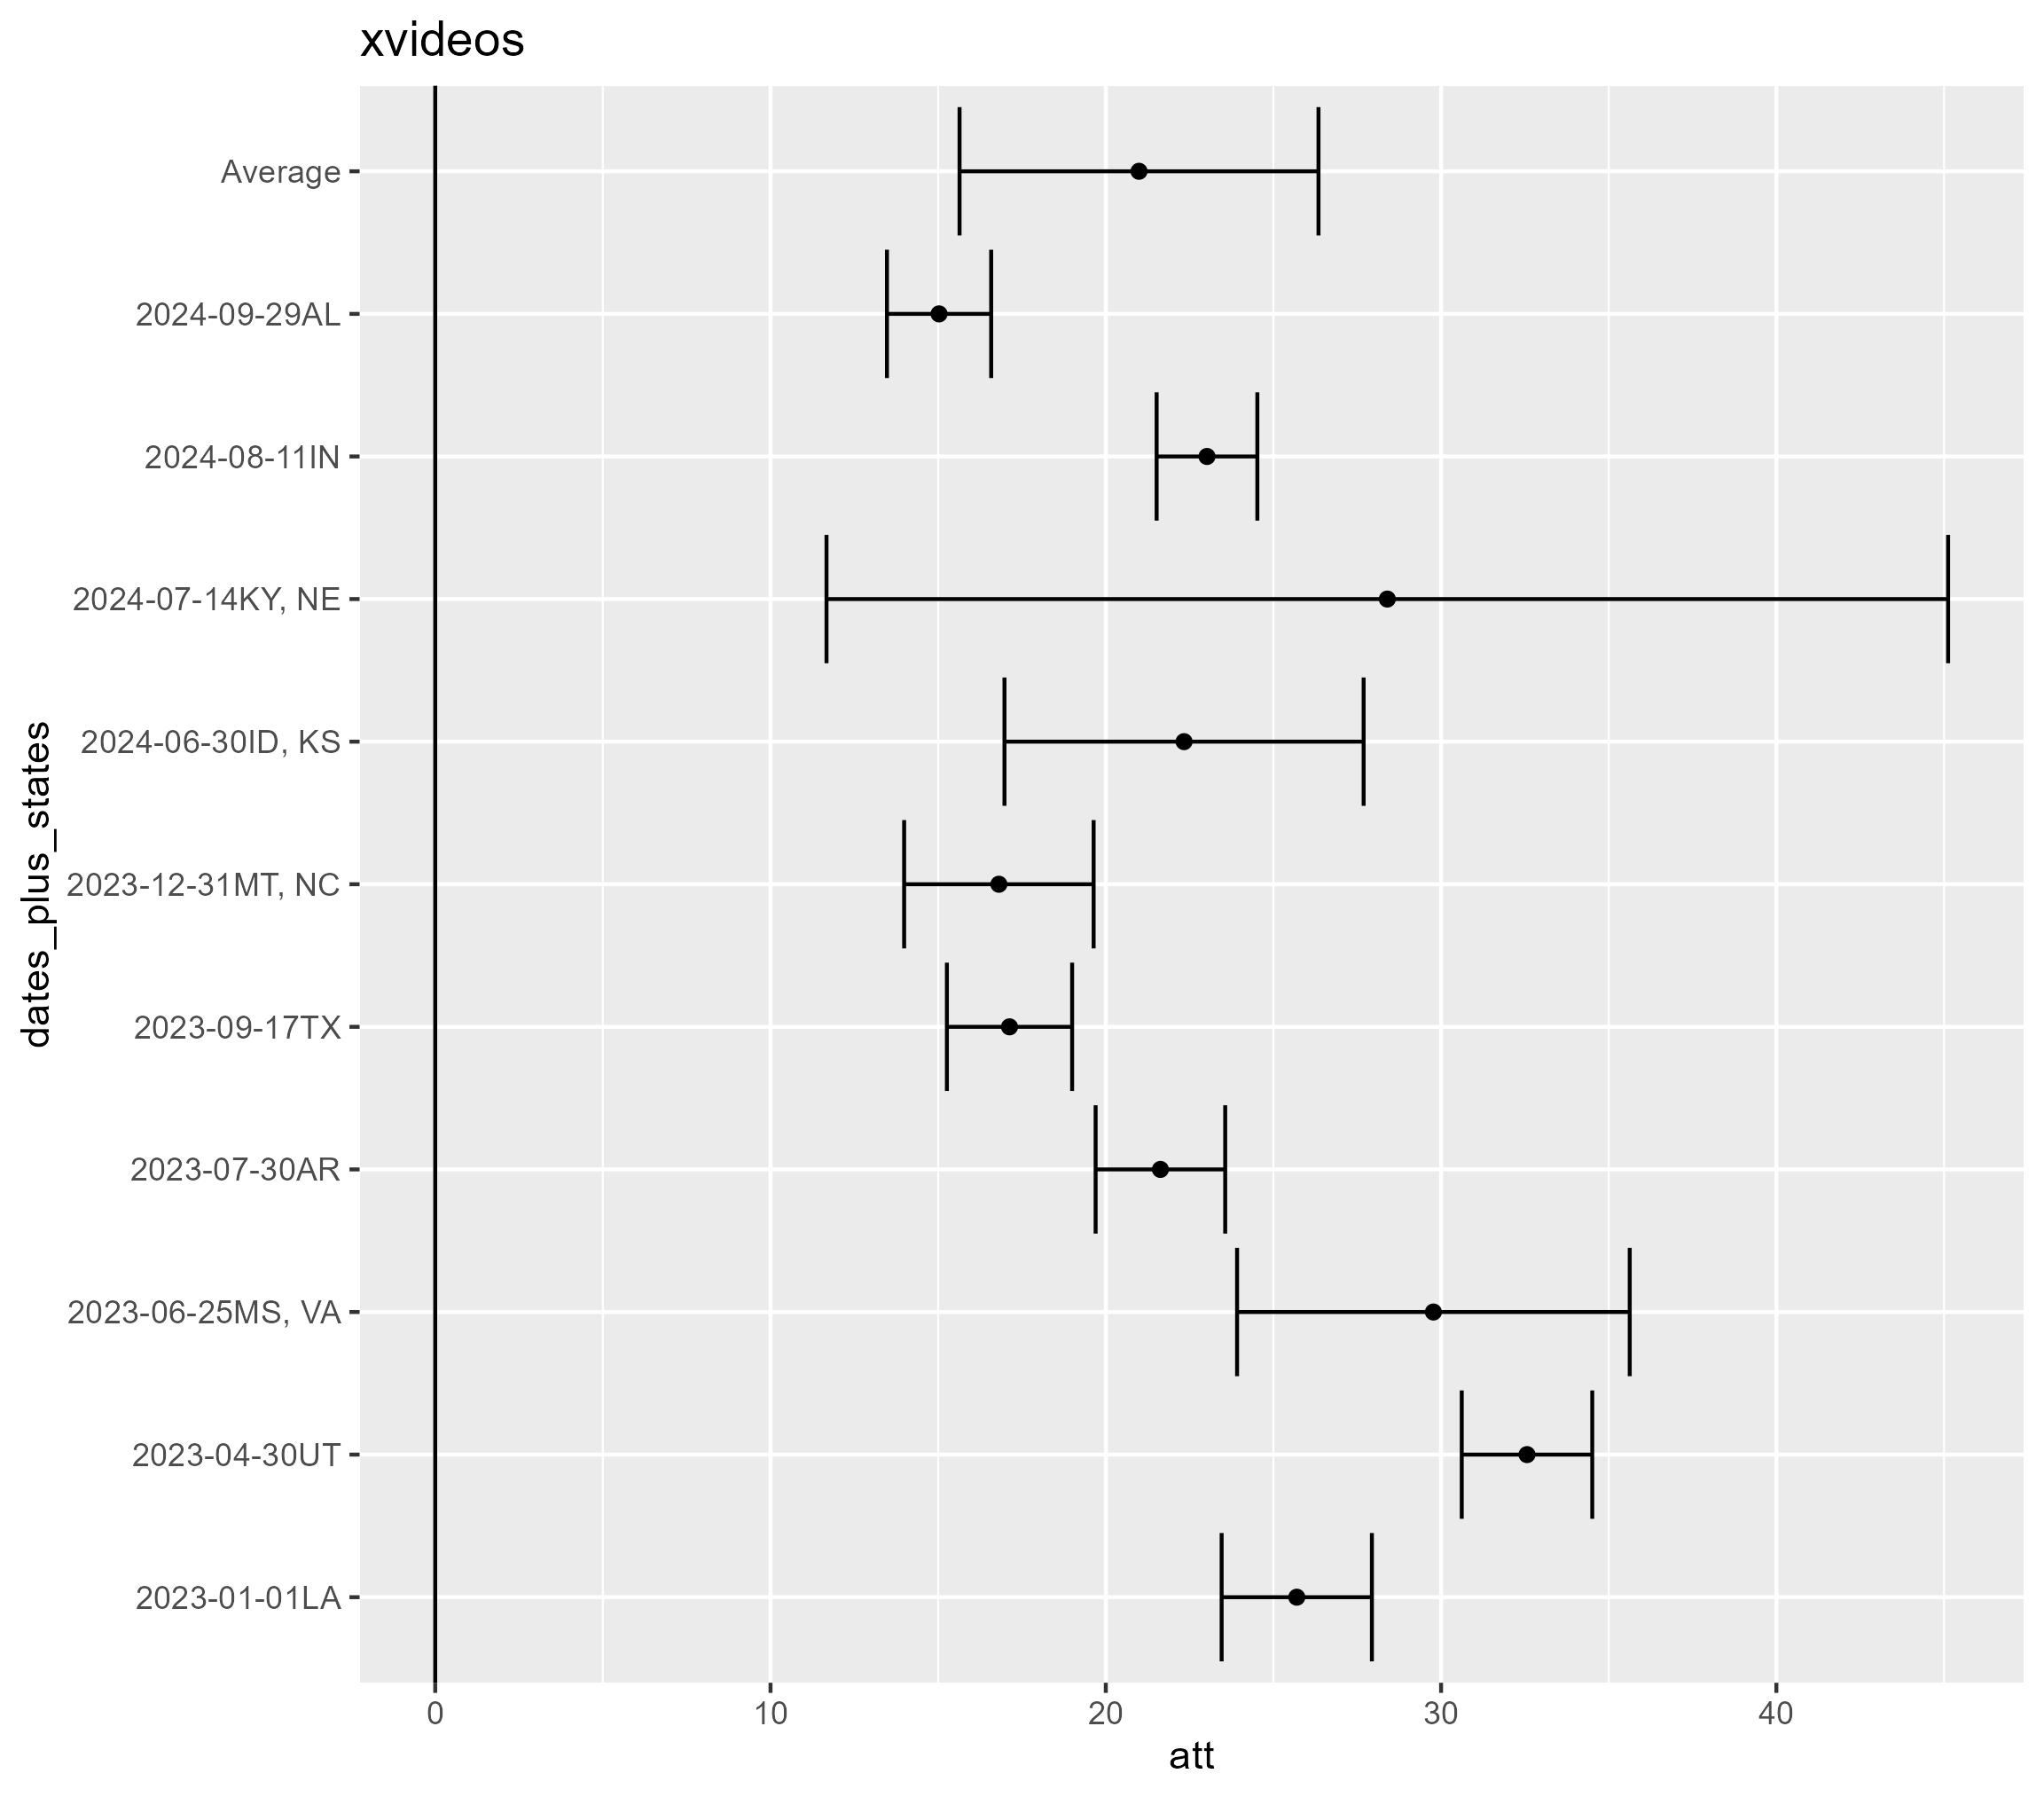 xvideos
Average
2024-09-29AL
2024-08-11IN
2024-07-14KY, NE
2024-06-30ID, KS
2023-12-31MT, NC
2023-09-17TX
2023-07-30AR
2023-06-25MS, VA
2023-04-30UT
2023-01-01LA
dates_plus_states
0 10 20 30 40
att